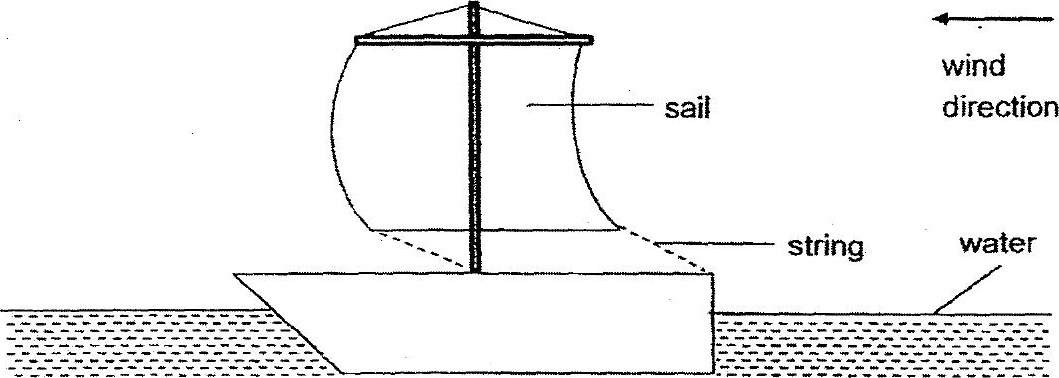 wind
direction
sail
string
water